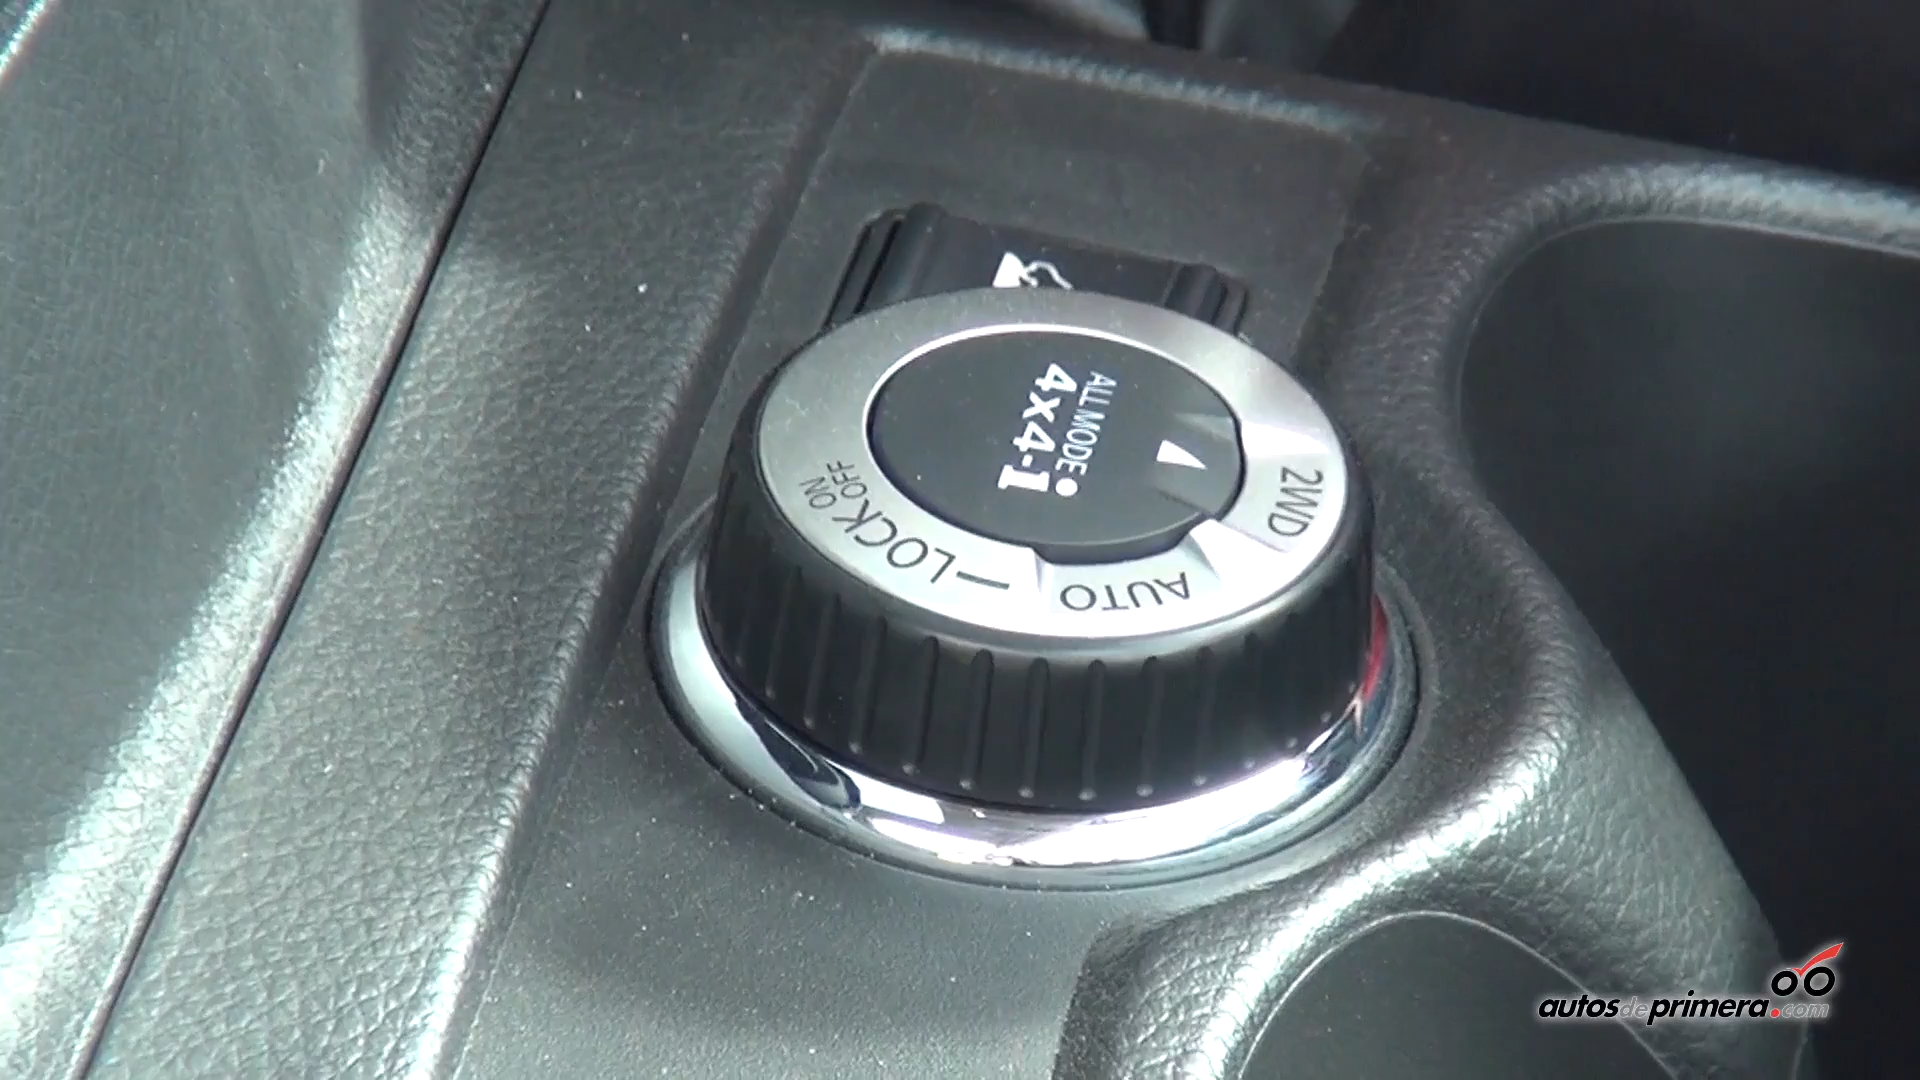 ALL MODE
4x4-i
2WD
AUTO
LOCK
ON
OFF
autosdeprimera.com